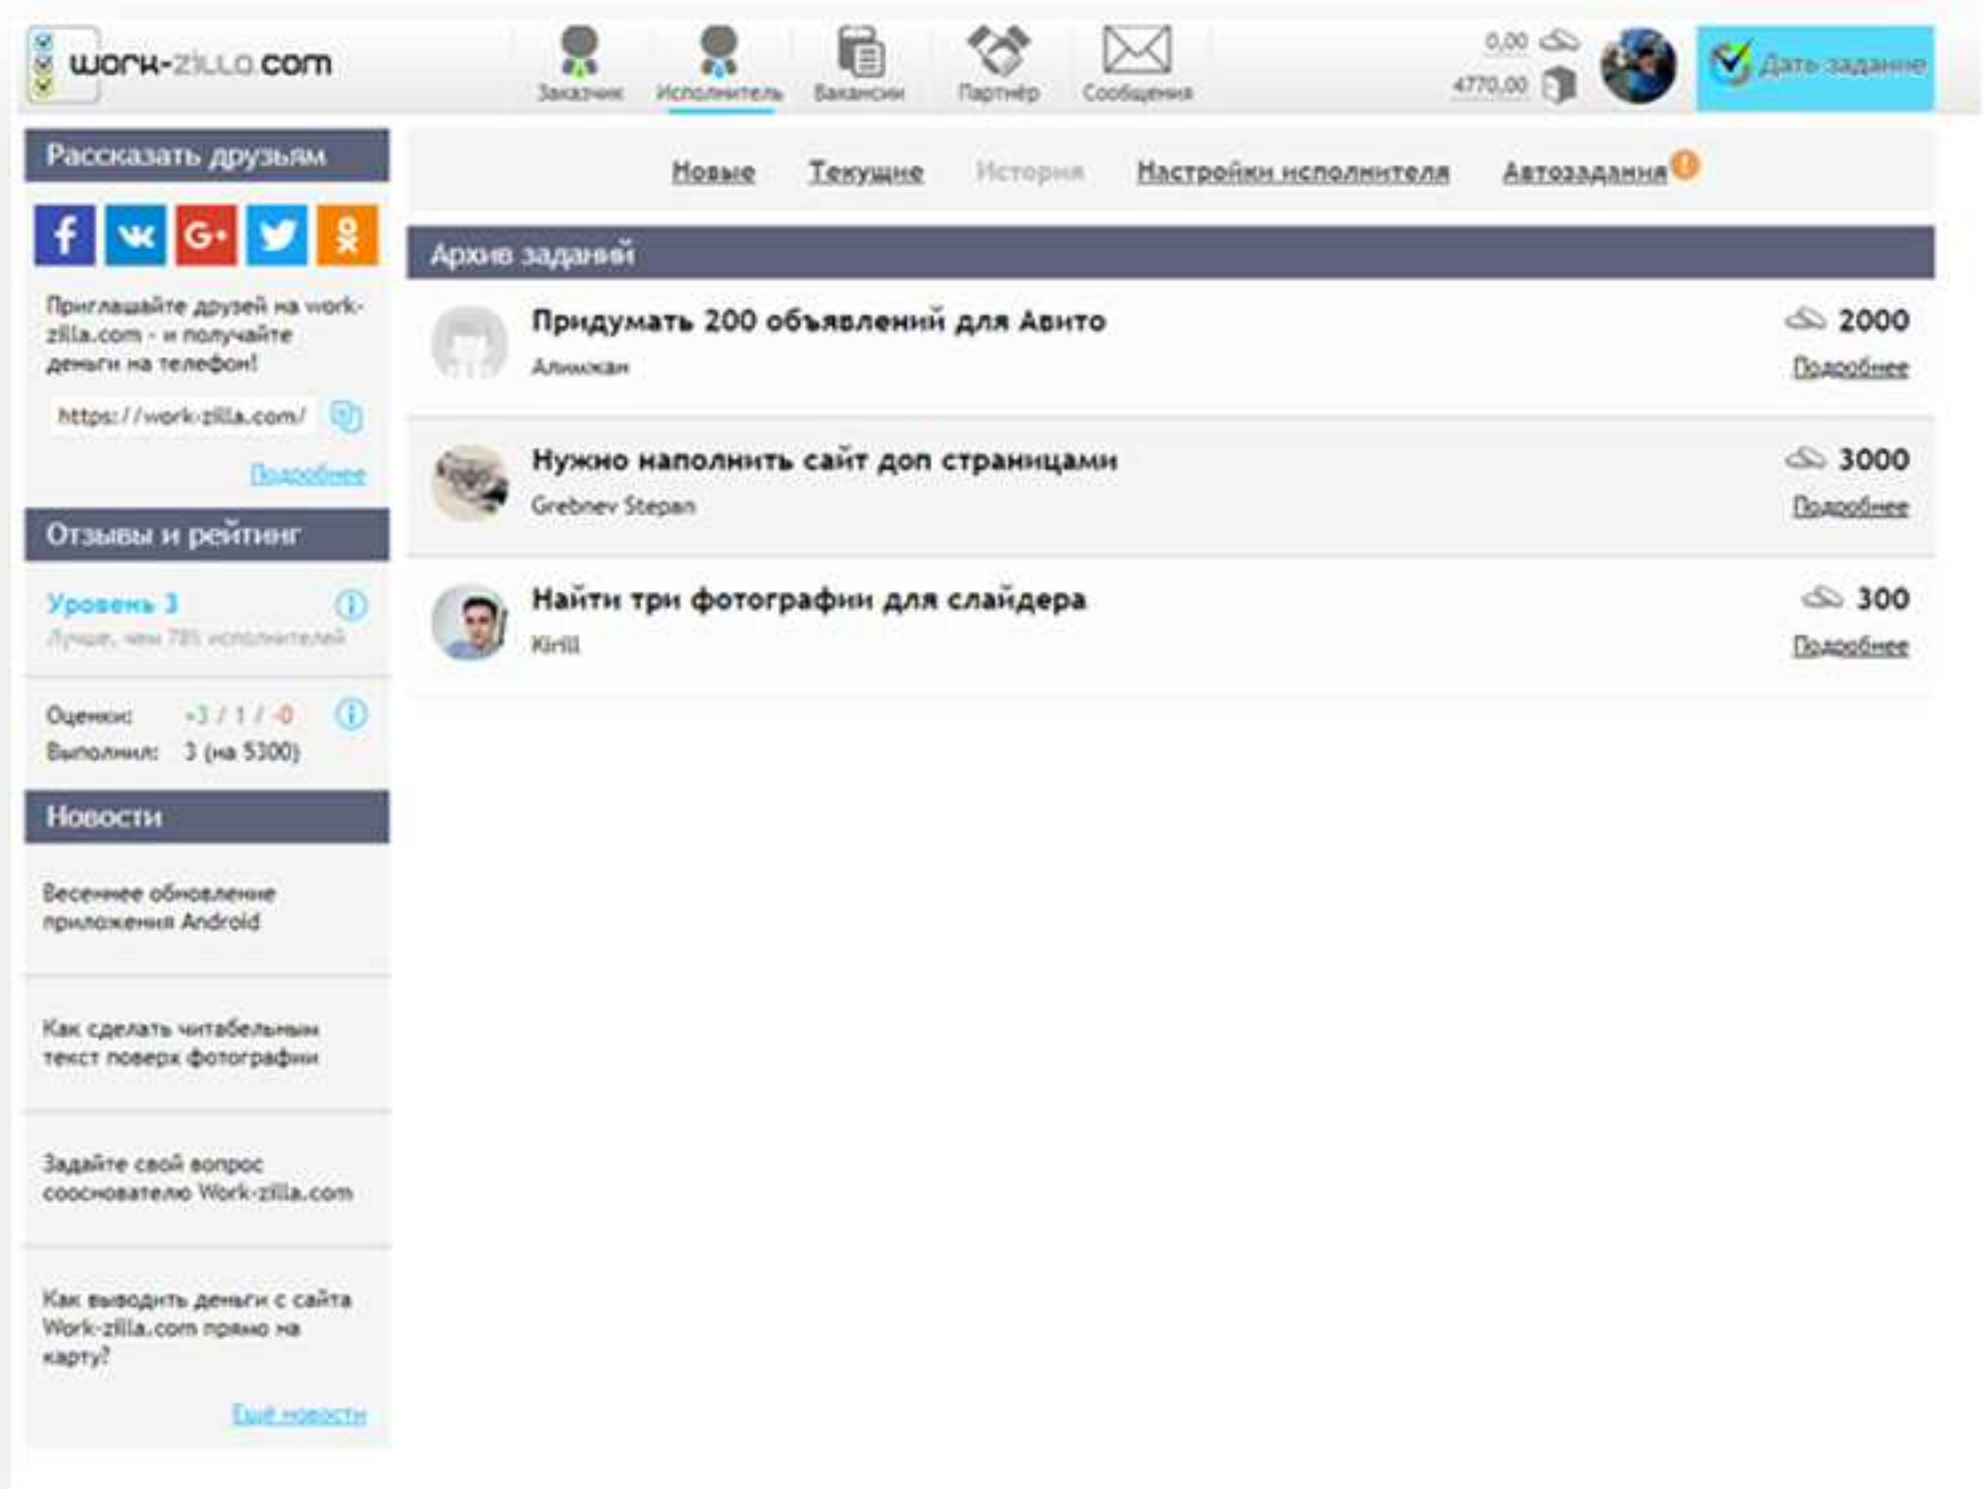 work-zilla.com
Заказчик
Исполнитель
Вакансии
Партнёр
Сообщения
0,00
4770,00
Дать задание
Рассказать друзьям
Приглашайте друзей на work-
zilla.com - и получайте
деньги на телефон!
https://work-zilla.com/
Подробнее
Отзывы и рейтинг
Уровень 3
Лучше, чем 78% исполнителей
Оценки: +3 / 1 / -0
Выполнил: 3 (на 5300)
Новости
Весеннее обновление
приложения Android
Как сделать читабельным
текст поверх фотографии
Задайте свой вопрос
сооснователю Work-zilla.com
Как выводить деньги с сайта
Work-zilla.com прямо на
карту?
Ещё новости
Новые Текущие История Настройки исполнителя Автозадания
Архив заданий
Придумать 200 объявлений для Авито 2000
Алимжан Подробнее
Нужно наполнить сайт доп страницами 3000
Grebnev Stepan Подробнее
Найти три фотографии для слайдера 300
Kirill Подробнее